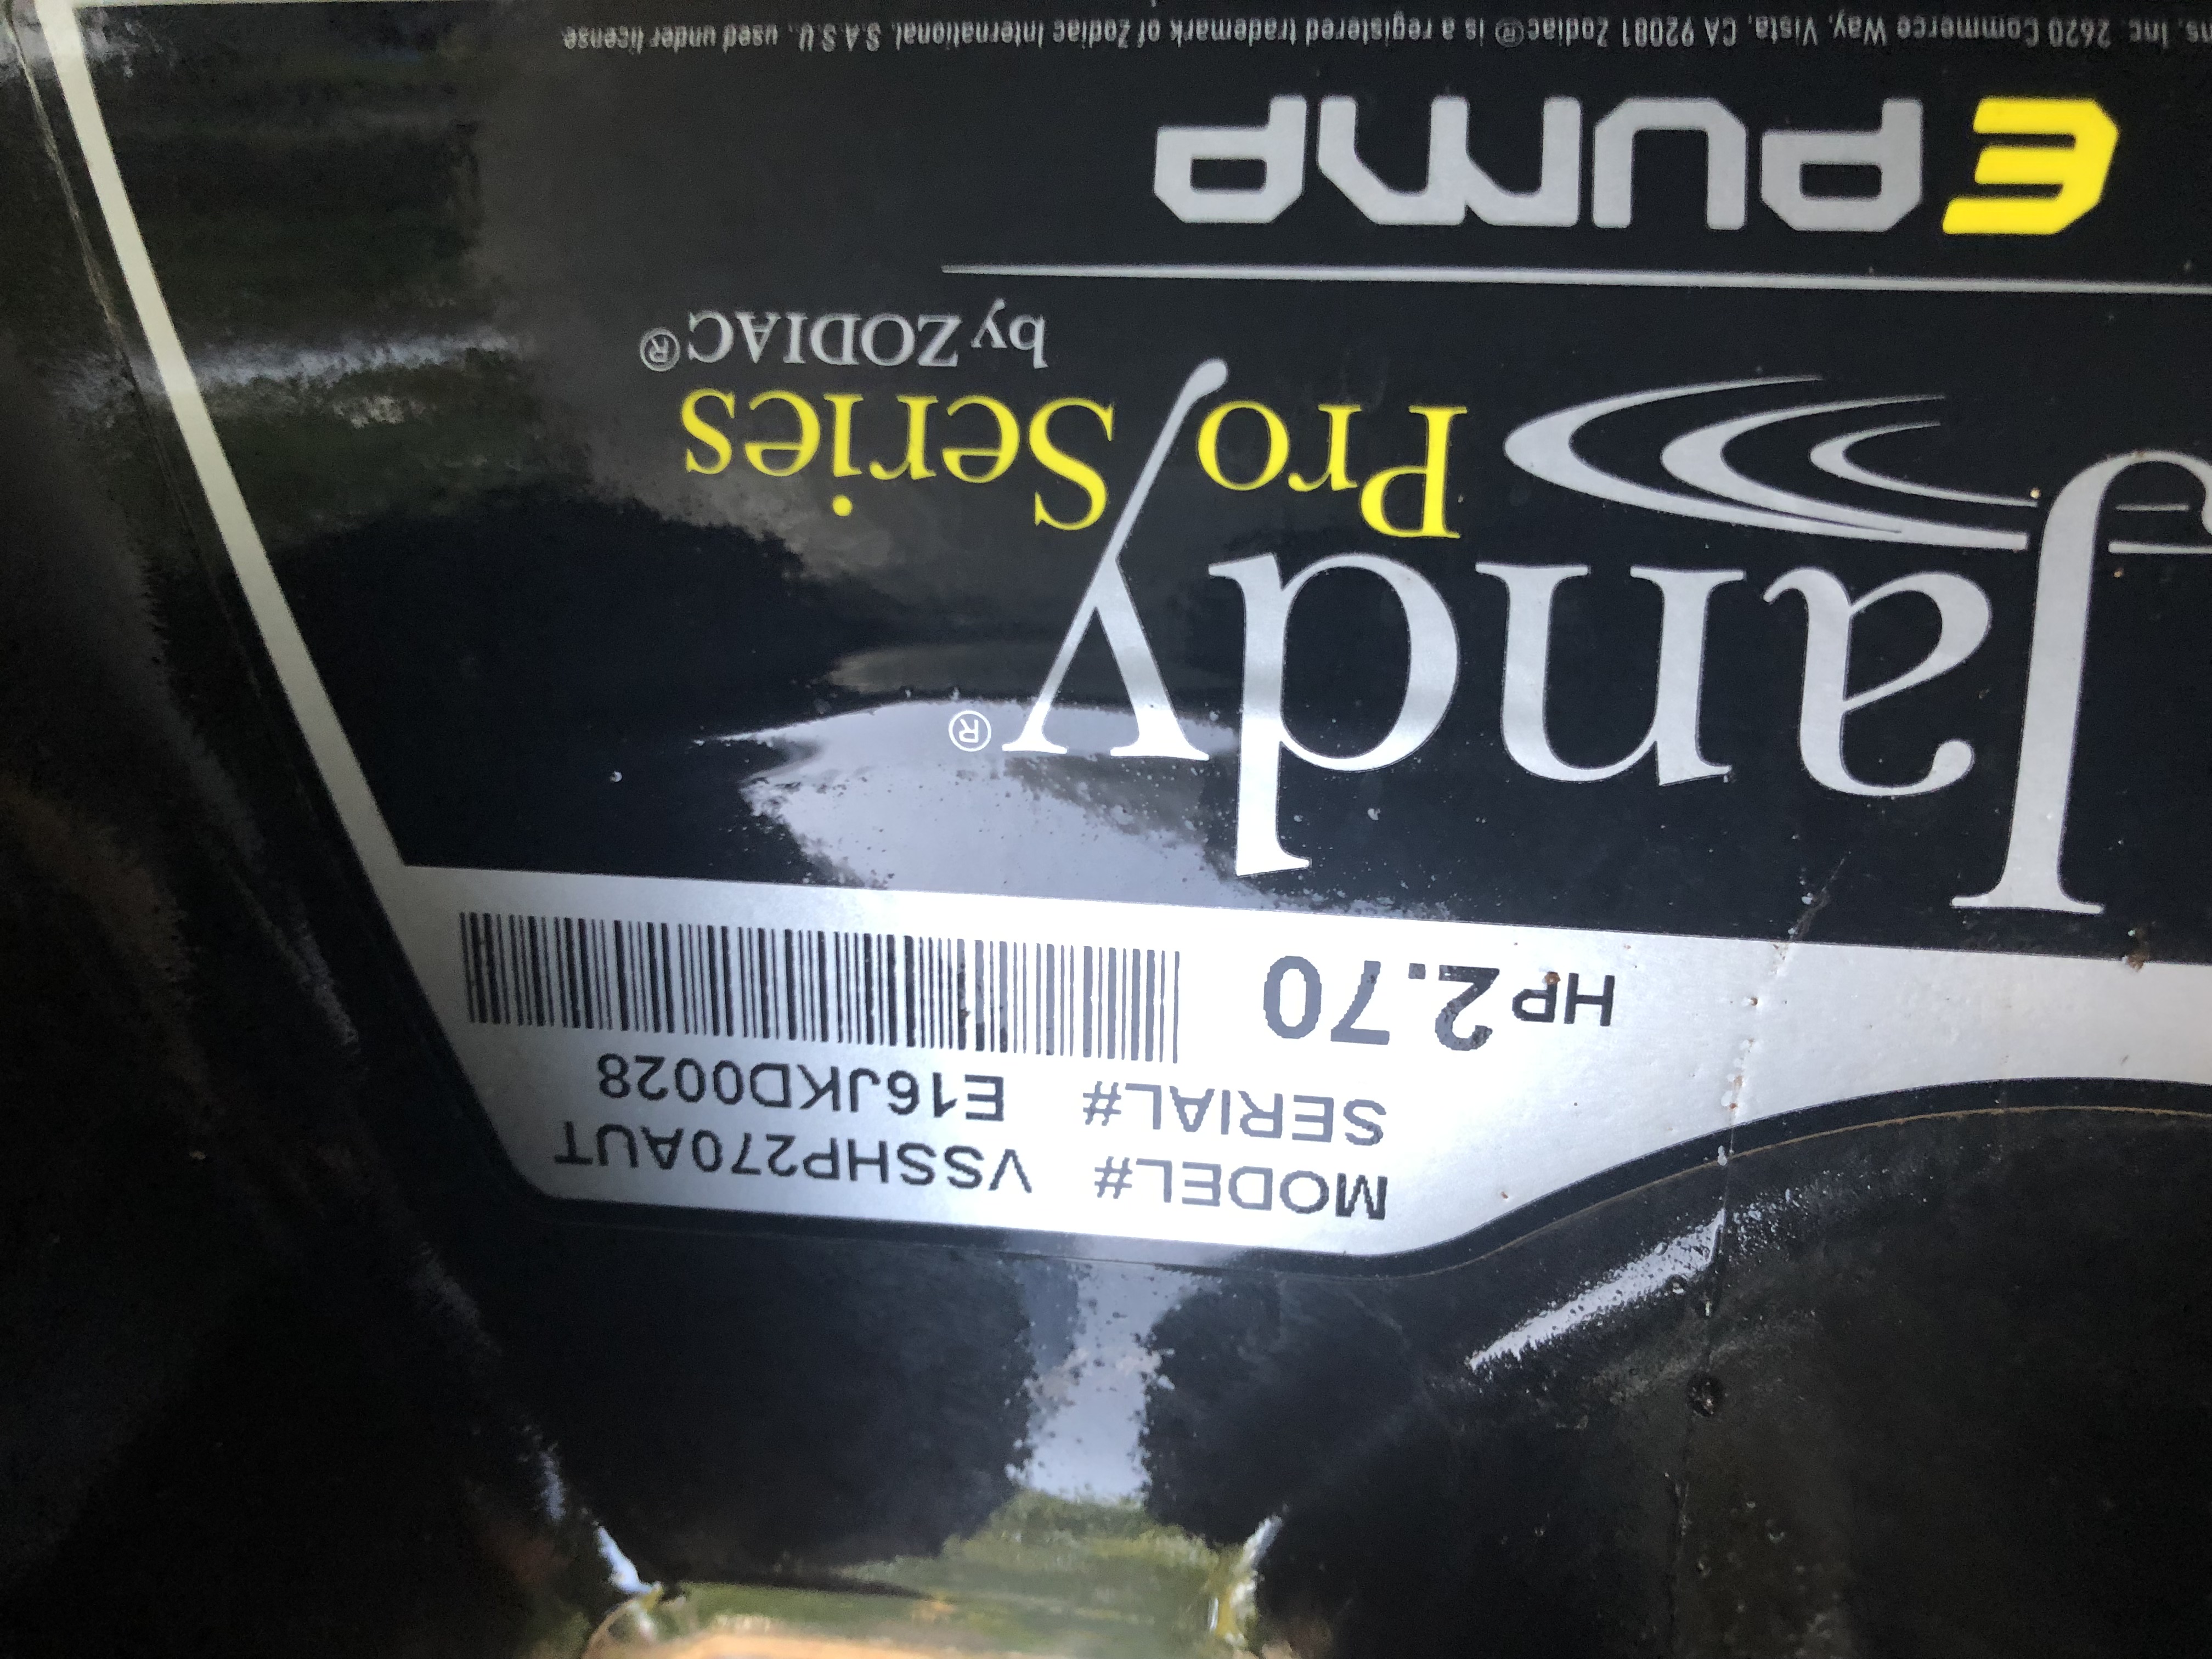 MODEL# VSSHP270AUT
SERIAL# E16JKD0028
HP 2.70
Jandy®
Pro Series
by ZODIAC®
ePUMP
Inc. 2620 Commerce Way, Vista, CA 92081 Zodiac® is a registered trademark of Zodiac International, S.A.S.U., used under license